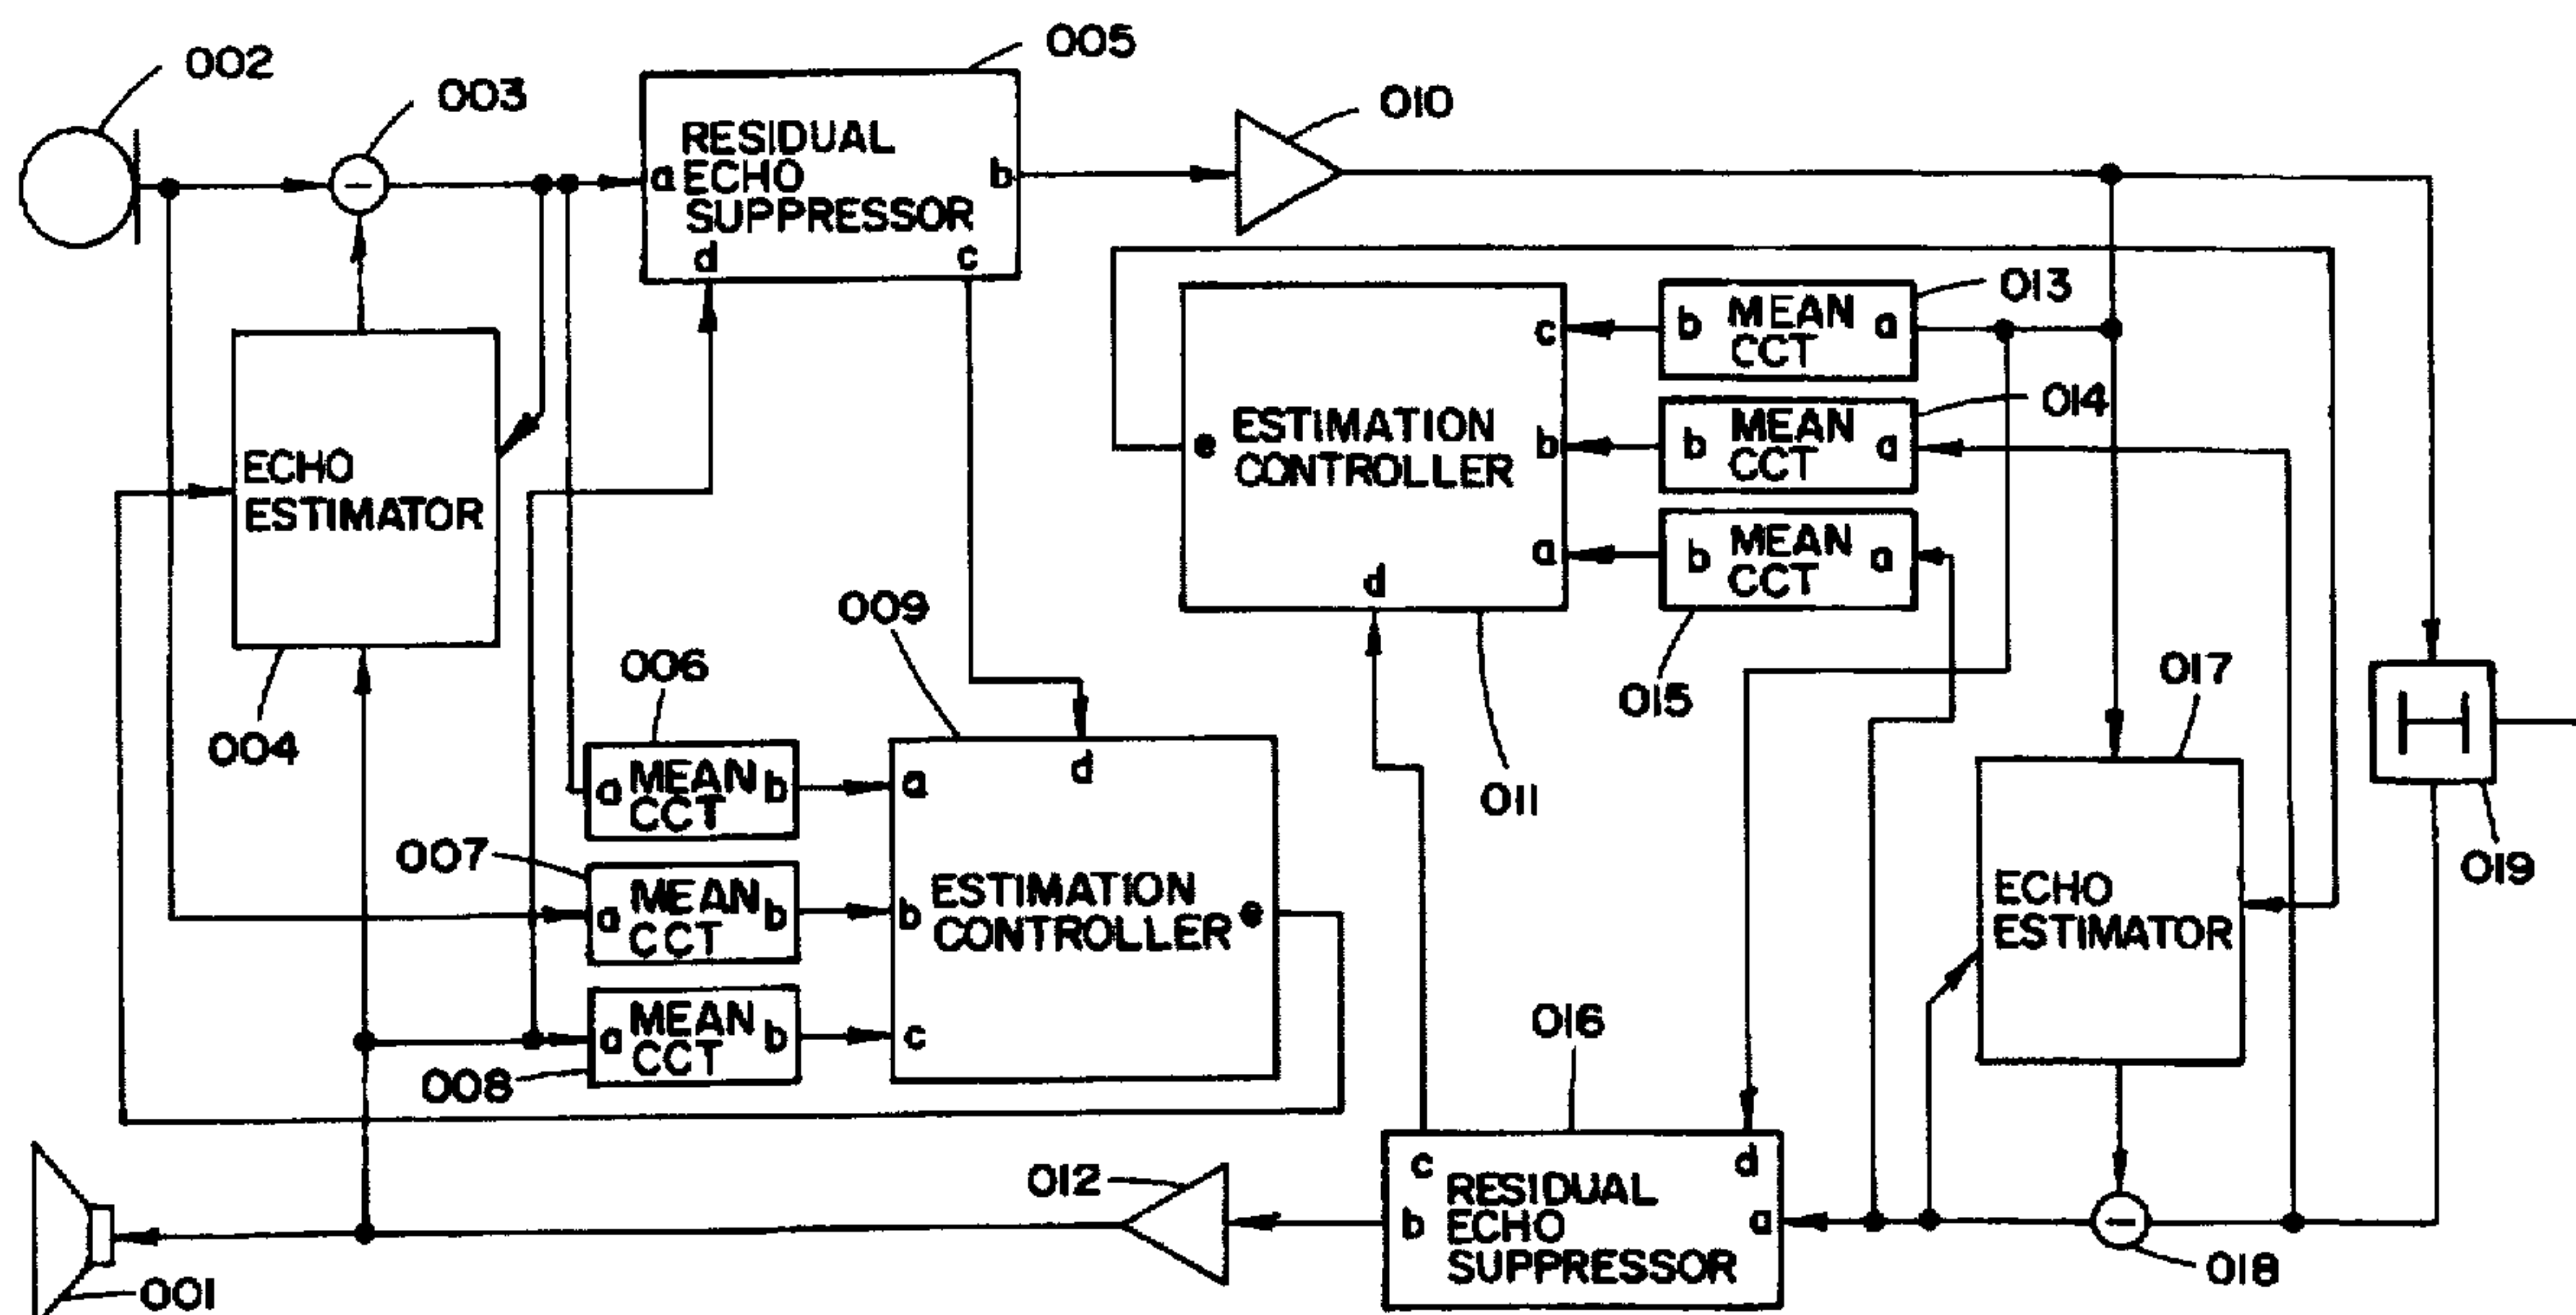 002
003
005
010
a RESIDUAL ECHO SUPPRESSOR b
d c
013
c b MEAN CCT a
014
e ESTIMATION CONTROLLER b b MEAN CCT a
a b MEAN CCT a
d
ECHO ESTIMATOR
009
006
015
017
004
011
d
a MEAN CCT b a
007
019
a MEAN CCT b b ESTIMATION CONTROLLER e
ECHO ESTIMATOR
a MEAN CCT b c
008
016
012
c d
b RESIDUAL ECHO SUPPRESSOR a
018
001